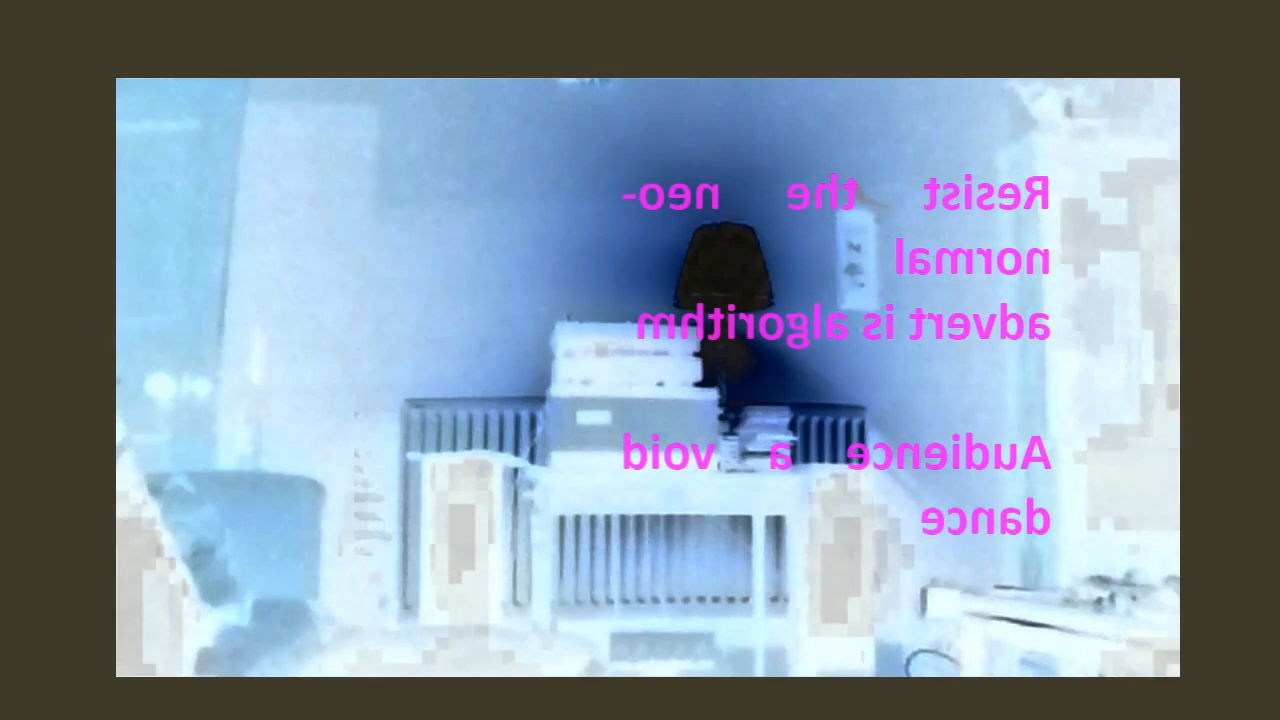 Resist the neo-
normal
advert is algorithm
Audience a void
dance